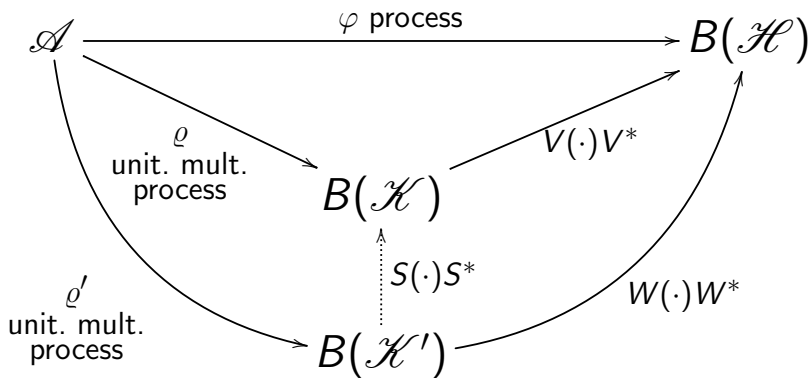 φ process
𝒜
B(ℋ)
ϱ
unit. mult.
process
V(·)V*
B(𝒦)
S(·)S*
ϱ′
unit. mult.
process
W(·)W*
B(𝒦′)